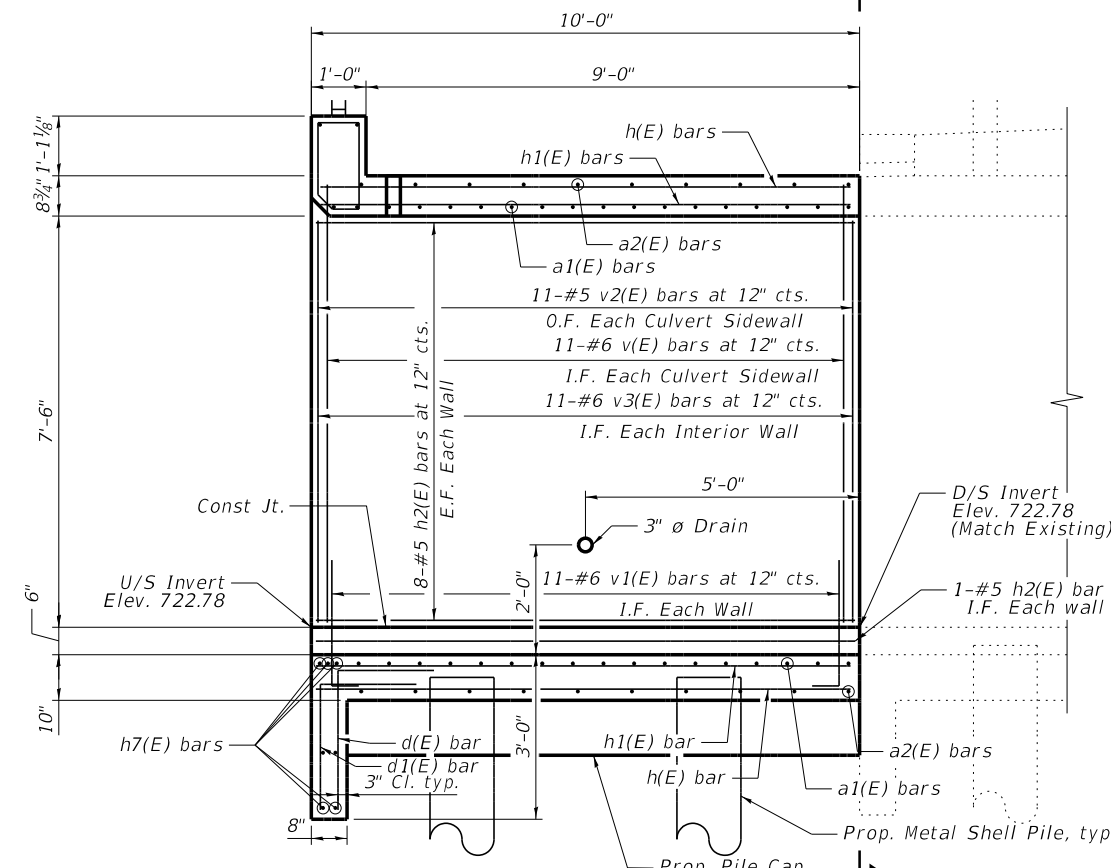 10'-0"
1'-0"
9'-0"
1'-1⅛"
8¾"
h(E) bars
h1(E) bars
a2(E) bars
a1(E) bars
11-#5 v2(E) bars at 12" cts.
O.F. Each Culvert Sidewall
11-#6 v(E) bars at 12" cts.
I.F. Each Culvert Sidewall
11-#6 v3(E) bars at 12" cts.
I.F. Each Interior Wall
8-#5 h2(E) bars at 12" cts.
E.F. Each Wall
7'-6"
5'-0"
Const Jt.
3" ø Drain
D/S Invert
Elev. 722.78
(Match Existing)
U/S Invert
Elev. 722.78
6"
2'-0"
11-#6 v1(E) bars at 12" cts.
I.F. Each Wall
1-#5 h2(E) bar
I.F. Each wall
10"
h7(E) bars
d(E) bar
d1(E) bar
3" Cl. typ.
3'-0"
h1(E) bar
h(E) bar
a2(E) bars
a1(E) bars
8"
Prop. Metal Shell Pile, typ
Prop. Pile Cap